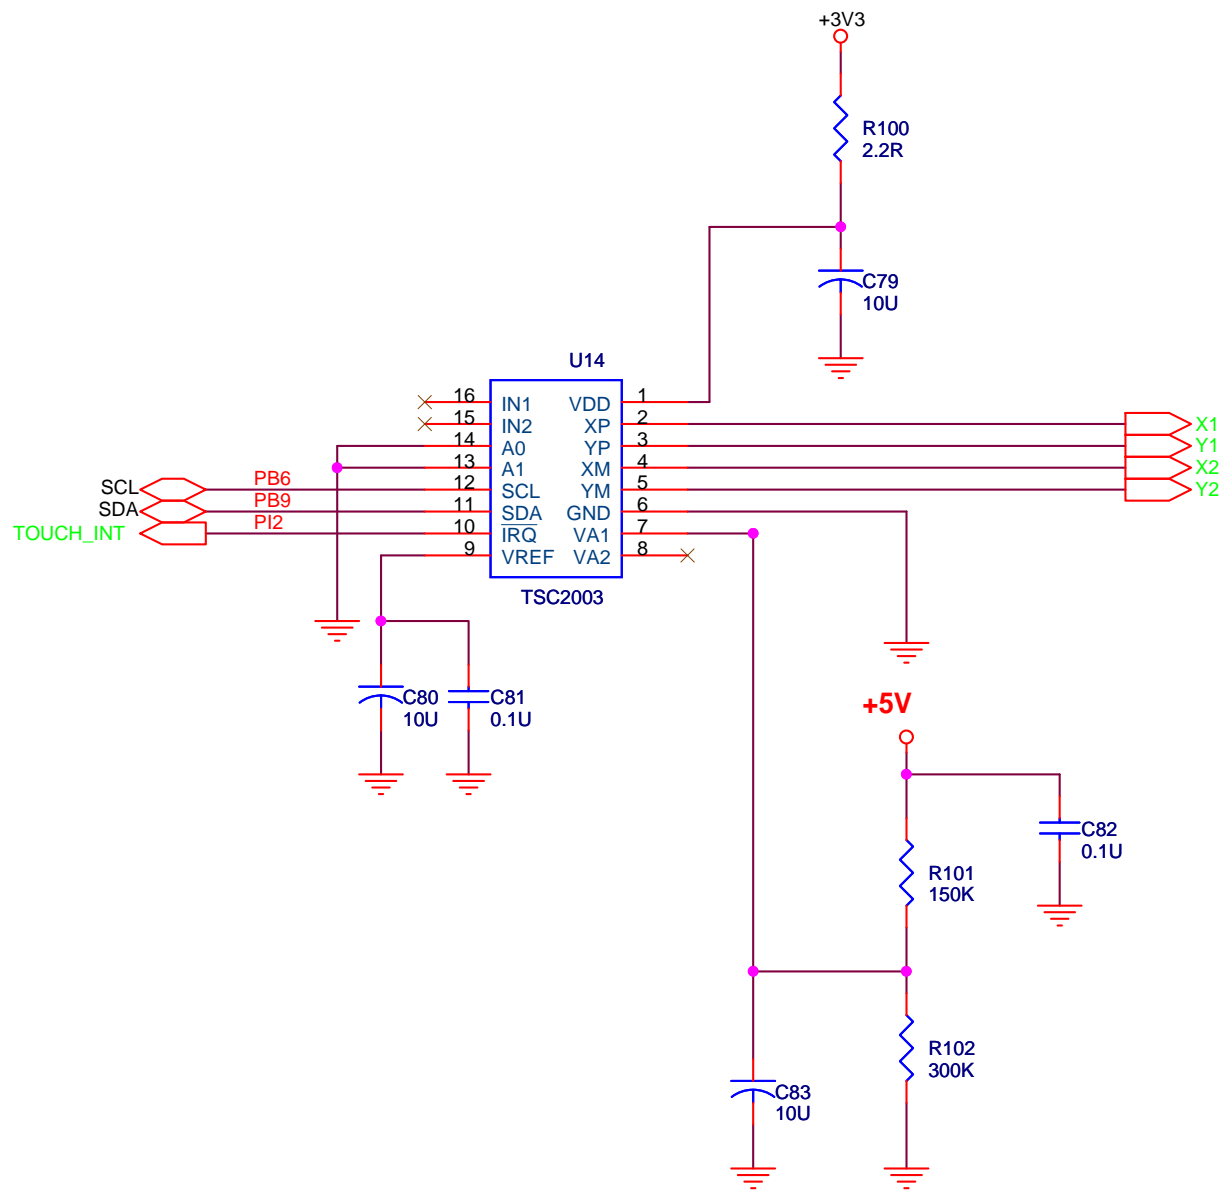 +3V3
R100
2.2R
C79
10U
U14
16 IN1 VDD 1
15 IN2 XP 2 X1
14 A0 YP 3 Y1
13 A1 XM 4 X2
SCL PB6 12 SCL YM 5 Y2
SDA PB9 11 SDA GND 6
TOUCH_INT PI2 10 IRQ VA1 7
9 VREF VA2 8
TSC2003
C80
10U
C81
0.1U
+5V
C82
0.1U
R101
150K
R102
300K
C83
10U